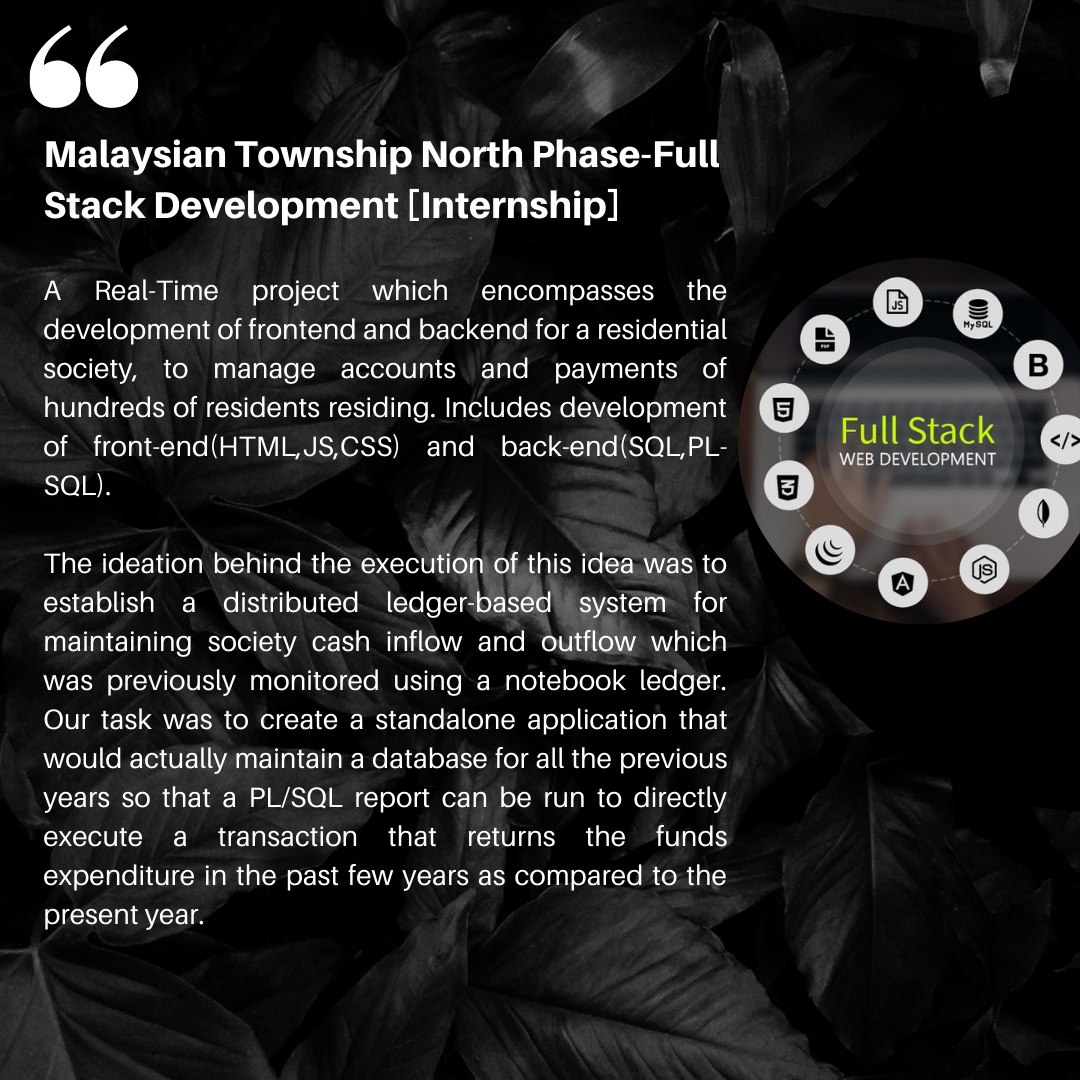 Malaysian Township North Phase-Full
Stack Development [Internship]
A Real-Time project which encompasses the
development of frontend and backend for a residential
society, to manage accounts and payments of
hundreds of residents residing. Includes development
of front-end(HTML,JS,CSS) and back-end(SQL,PL-
SQL).
The ideation behind the execution of this idea was to
establish a distributed ledger-based system for
maintaining society cash inflow and outflow which
was previously monitored using a notebook ledger.
Our task was to create a standalone application that
would actually maintain a database for all the previous
years so that a PL/SQL report can be run to directly
execute a transaction that returns the funds
expenditure in the past few years as compared to the
present year.
JS
MySQL
PHP
B
5
</>
Full Stack
WEB DEVELOPMENT
3
JS
A